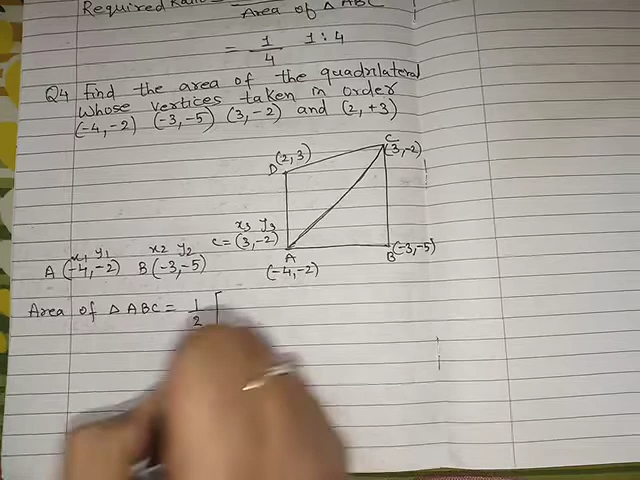 Required Ratio = 
Area of Δ ABC
= 1/4 1:4
Q4 Find the area of the quadrilateral
whose vertices taken in order
(-4,-2) (-3,-5) (3,-2) and (2,+3)
C
(3,-2)
D (2,3)
x1 y1 x2 y2 x3 y3
A (-4,-2) B(-3,-5) C = (3,-2)
A
(-4,-2)
B (-3,-5)
Area of Δ ABC = 1/2 [